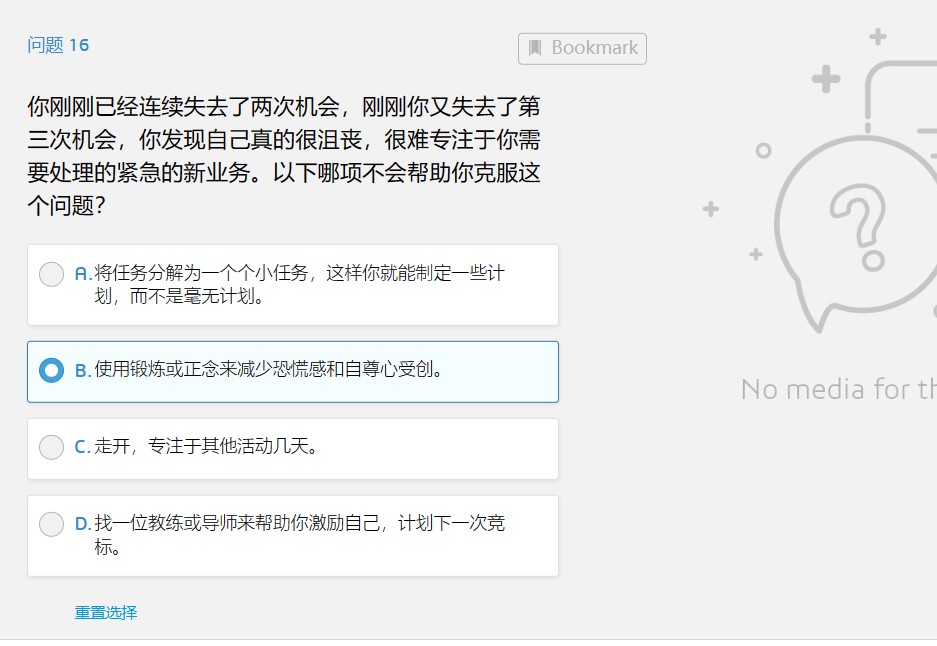 问题 16
Bookmark
你刚刚已经连续失去了两次机会，刚刚你又失去了第
三次机会，你发现自己真的很沮丧，很难专注于你需
要处理的紧急的新业务。以下哪项不会帮助你克服这
个问题？
A. 将任务分解为一个个小任务，这样你就能制定一些计
划，而不是毫无计划。
B. 使用锻炼或正念来减少恐慌感和自尊心受创。
C. 走开，专注于其他活动几天。
D. 找一位教练或导师来帮助你激励自己，计划下一次竞
标。
重置选择
No media for th